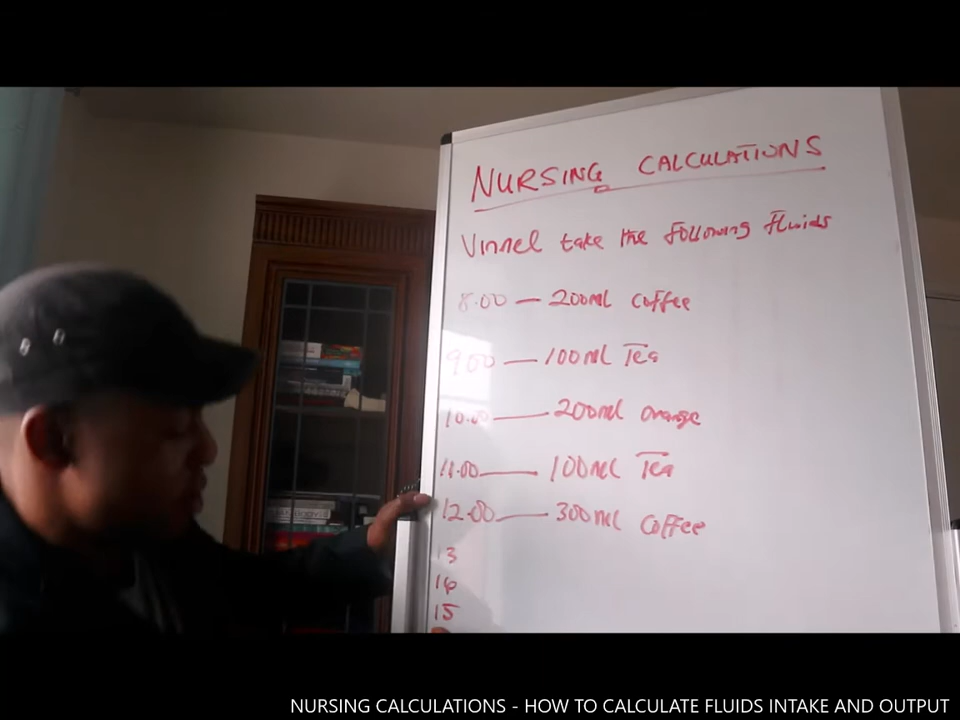 NURSING CALCULATIONS
Vinnel take the following fluids
8.00 — 200ml coffee
9.00 — 100ml Tea
10.00 — 200ml orange
11.00 — 100ml Tea
12.00 — 300ml Coffee
13
14
15
NURSING CALCULATIONS - HOW TO CALCULATE FLUIDS INTAKE AND OUTPUT